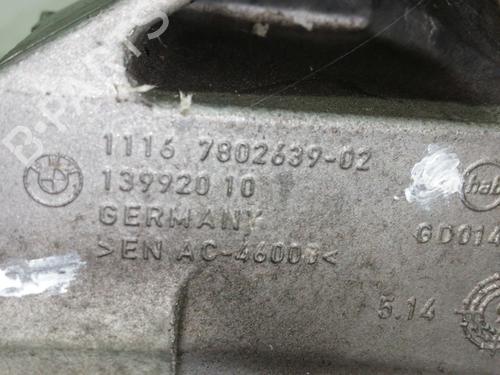 B-PARTS
1116 7802639-02
139920 10
GERMANY
>EN AC-46000<
GD014
5.14